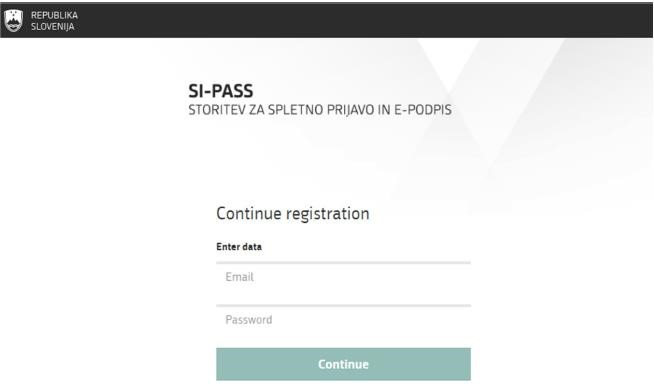 REPUBLIKA
SLOVENIJA
SI-PASS
STORITEV ZA SPLETNO PRIJAVO IN E-PODPIS
Continue registration
Enter data
Email
Password
Continue